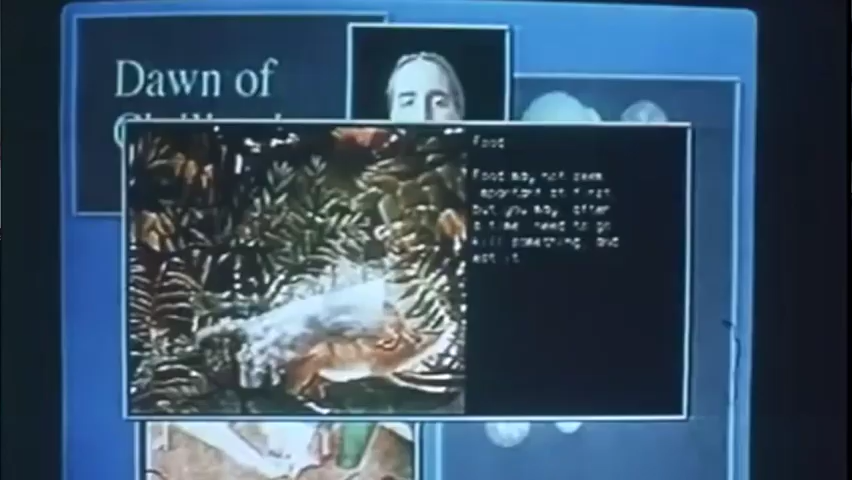 Dawn of
Food
Food may not seem
important at first
but you may, after
a time, need to go
kill something, and
eat it